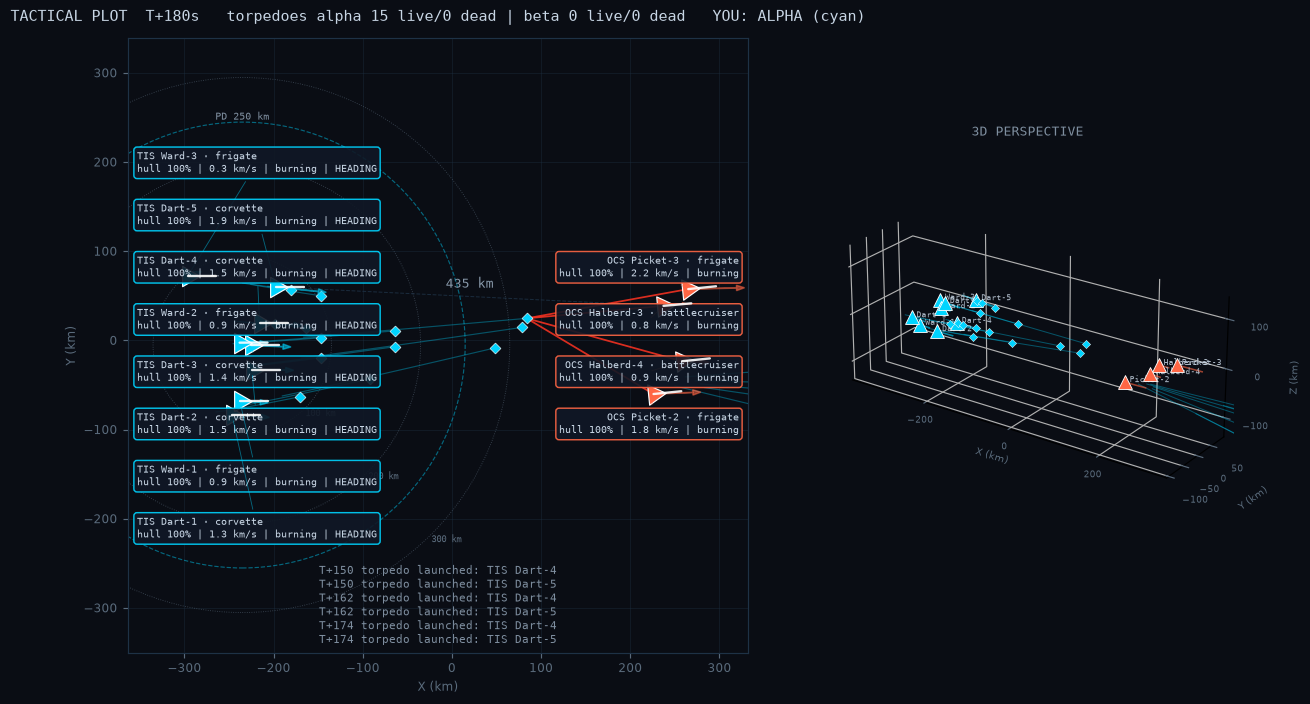 TACTICAL PLOT  T+180s   torpedoes alpha 15 live/0 dead | beta 0 live/0 dead   YOU: ALPHA (cyan)
300
200
100
0
−100
−200
−300
Y (km)
−300
−200
−100
0
100
200
300
X (km)
PD 250 km
TIS Ward-3 · frigate
hull 100% | 0.3 km/s | burning | HEADING
TIS Dart-5 · corvette
hull 100% | 1.9 km/s | burning | HEADING
TIS Dart-4 · corvette
hull 100% | 1.5 km/s | burning | HEADING
TIS Ward-2 · frigate
hull 100% | 0.9 km/s | burning | HEADING
TIS Dart-3 · corvette
hull 100% | 1.4 km/s | burning | HEADING
TIS Dart-2 · corvette
hull 100% | 1.5 km/s | burning | HEADING
TIS Ward-1 · frigate
hull 100% | 0.9 km/s | burning | HEADING
TIS Dart-1 · corvette
hull 100% | 1.3 km/s | burning | HEADING
435 km
OCS Picket-3 · frigate
hull 100% | 2.2 km/s | burning
OCS Halberd-3 · battlecruiser
hull 100% | 0.8 km/s | burning
OCS Halberd-4 · battlecruiser
hull 100% | 0.9 km/s | burning
OCS Picket-2 · frigate
hull 100% | 1.8 km/s | burning
km
300 km
T+150 torpedo launched: TIS Dart-4
T+150 torpedo launched: TIS Dart-5
T+162 torpedo launched: TIS Dart-4
T+162 torpedo launched: TIS Dart-5
T+174 torpedo launched: TIS Dart-4
T+174 torpedo launched: TIS Dart-5
3D PERSPECTIVE
Dart-5
Dart-4
−200
0
200
X (km)
−100
−50
0
50
Y (km)
100
0
−100
Z (km)